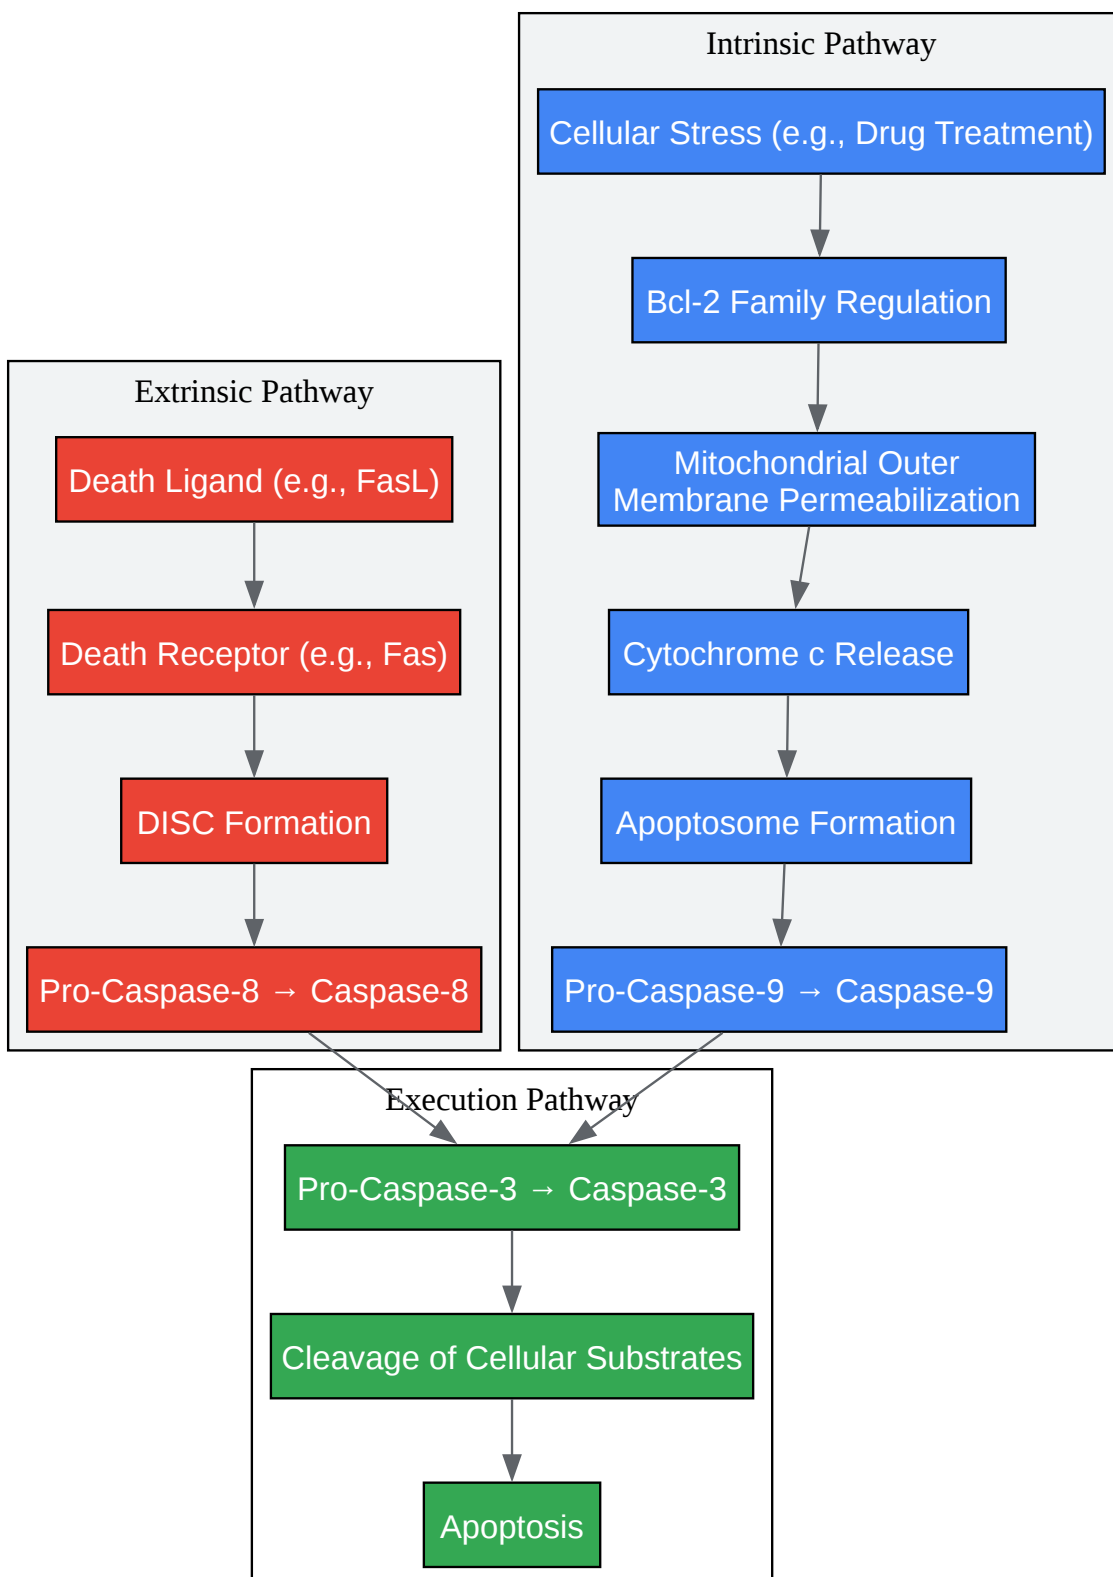 Intrinsic Pathway
Cellular Stress (e.g., Drug Treatment)
Bcl-2 Family Regulation
Mitochondrial Outer
Membrane Permeabilization
Cytochrome c Release
Apoptosome Formation
Pro-Caspase-9 → Caspase-9
Extrinsic Pathway
Death Ligand (e.g., FasL)
Death Receptor (e.g., Fas)
DISC Formation
Pro-Caspase-8 → Caspase-8
Execution Pathway
Pro-Caspase-3 → Caspase-3
Cleavage of Cellular Substrates
Apoptosis